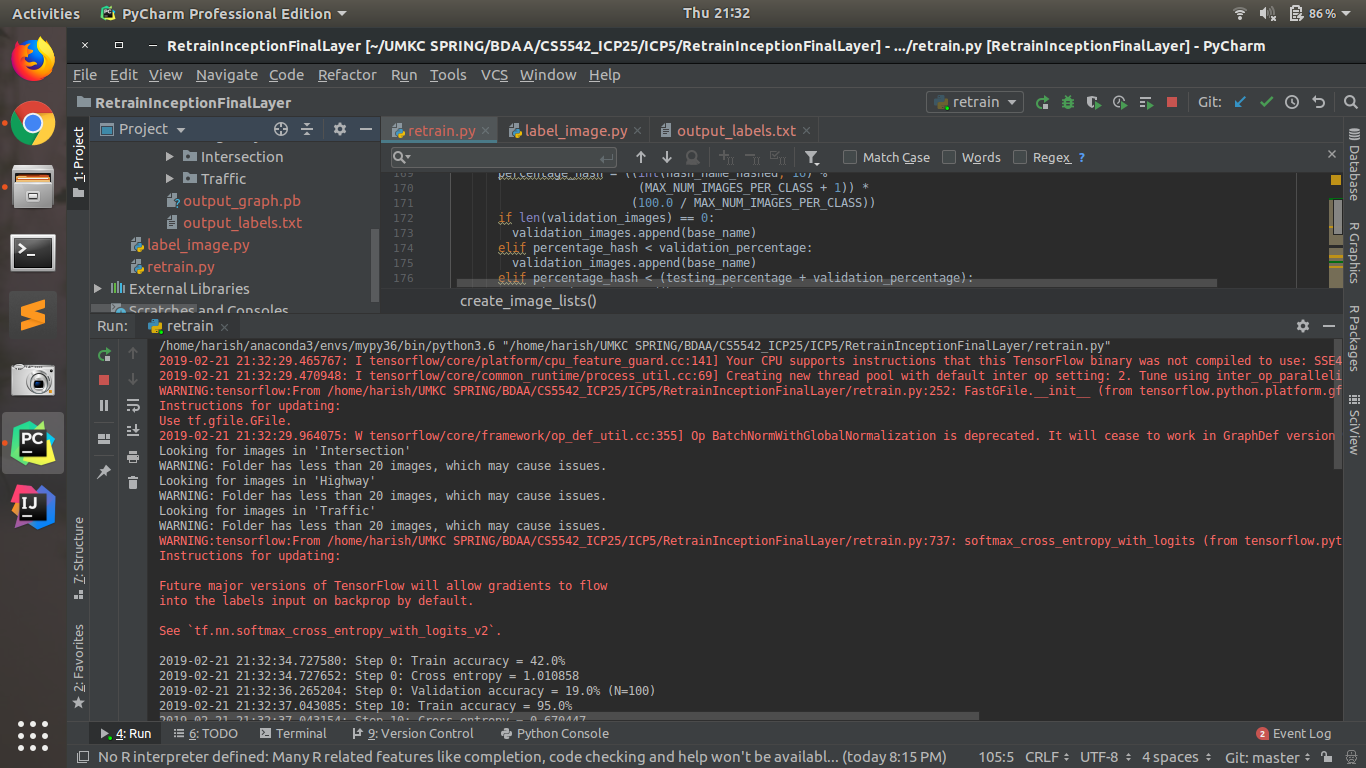 Activities PyCharm Professional Edition Thu 21:32 86%
RetrainInceptionFinalLayer [~/UMKC SPRING/BDAA/CS5542_ICP25/ICP5/RetrainInceptionFinalLayer] - .../retrain.py [RetrainInceptionFinalLayer] - PyCharm
File Edit View Navigate Code Refactor Run Tools VCS Window Help
RetrainInceptionFinalLayer retrain Git:
1: Project
Project
Intersection
Traffic
output_graph.pb
output_labels.txt
label_image.py
retrain.py
External Libraries
Scratches and Consoles
retrain.py label_image.py output_labels.txt
Match Case Words Regex ?
169 percentage_hash = ((int(hash_name_hashed, 16) %
170 (MAX_NUM_IMAGES_PER_CLASS + 1)) *
171 (100.0 / MAX_NUM_IMAGES_PER_CLASS))
172 if len(validation_images) == 0:
173 validation_images.append(base_name)
174 elif percentage_hash < validation_percentage:
175 validation_images.append(base_name)
176 elif percentage_hash < (testing_percentage + validation_percentage):
create_image_lists()
Database
R Graphics
R Packages
SciView
Run: retrain
/home/harish/anaconda3/envs/mypy36/bin/python3.6 "/home/harish/UMKC SPRING/BDAA/CS5542_ICP25/ICP5/RetrainInceptionFinalLayer/retrain.py"
2019-02-21 21:32:29.465767: I tensorflow/core/platform/cpu_feature_guard.cc:141] Your CPU supports instructions that this TensorFlow binary was not compiled to use: SSE4
2019-02-21 21:32:29.470948: I tensorflow/core/common_runtime/process_util.cc:69] Creating new thread pool with default inter op setting: 2. Tune using inter_op_paralleli
WARNING:tensorflow:From /home/harish/UMKC SPRING/BDAA/CS5542_ICP25/ICP5/RetrainInceptionFinalLayer/retrain.py:252: FastGFile.__init__ (from tensorflow.python.platform.gf
Instructions for updating:
Use tf.gfile.GFile.
2019-02-21 21:32:29.964075: W tensorflow/core/framework/op_def_util.cc:355] Op BatchNormWithGlobalNormalization is deprecated. It will cease to work in GraphDef version
Looking for images in 'Intersection'
WARNING: Folder has less than 20 images, which may cause issues.
Looking for images in 'Highway'
WARNING: Folder has less than 20 images, which may cause issues.
Looking for images in 'Traffic'
WARNING: Folder has less than 20 images, which may cause issues.
WARNING:tensorflow:From /home/harish/UMKC SPRING/BDAA/CS5542_ICP25/ICP5/RetrainInceptionFinalLayer/retrain.py:737: softmax_cross_entropy_with_logits (from tensorflow.pyt
Instructions for updating:
Future major versions of TensorFlow will allow gradients to flow
into the labels input on backprop by default.
See `tf.nn.softmax_cross_entropy_with_logits_v2`.
2019-02-21 21:32:34.727580: Step 0: Train accuracy = 42.0%
2019-02-21 21:32:34.727652: Step 0: Cross entropy = 1.010858
2019-02-21 21:32:36.265204: Step 0: Validation accuracy = 19.0% (N=100)
2019-02-21 21:32:37.043085: Step 10: Train accuracy = 95.0%
2019-02-21 21:32:37.043154: Step 10: Cross entropy = 0.670447
7: Structure
2: Favorites
4: Run 6: TODO Terminal 9: Version Control Python Console 2 Event Log
No R interpreter defined: Many R related features like completion, code checking and help won't be availabl... (today 8:15 PM) 105:5 CRLF UTF-8 4 spaces Git: master